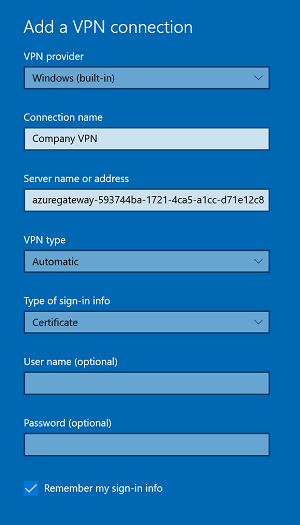 Add a VPN connection
VPN provider
Windows (built-in)
Connection name
Company VPN
Server name or address
azuregateway-593744ba-1721-4ca5-a1cc-d71e12c8
VPN type
Automatic
Type of sign-in info
Certificate
User name (optional)
Password (optional)
Remember my sign-in info